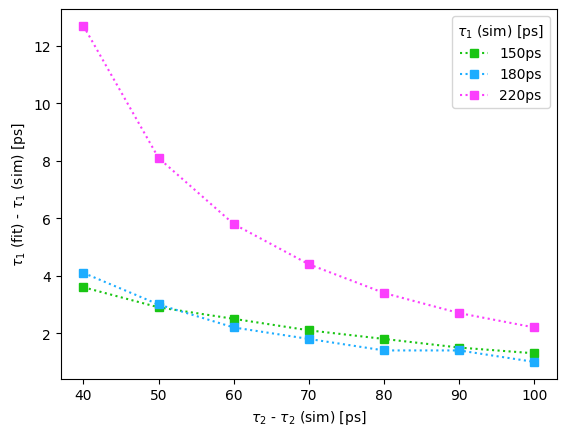 τ₁ (sim) [ps]
150ps
180ps
220ps
12
10
8
6
4
2
τ₁ (fit) - τ₁ (sim) [ps]
40 50 60 70 80 90 100
τ₂ - τ₂ (sim) [ps]